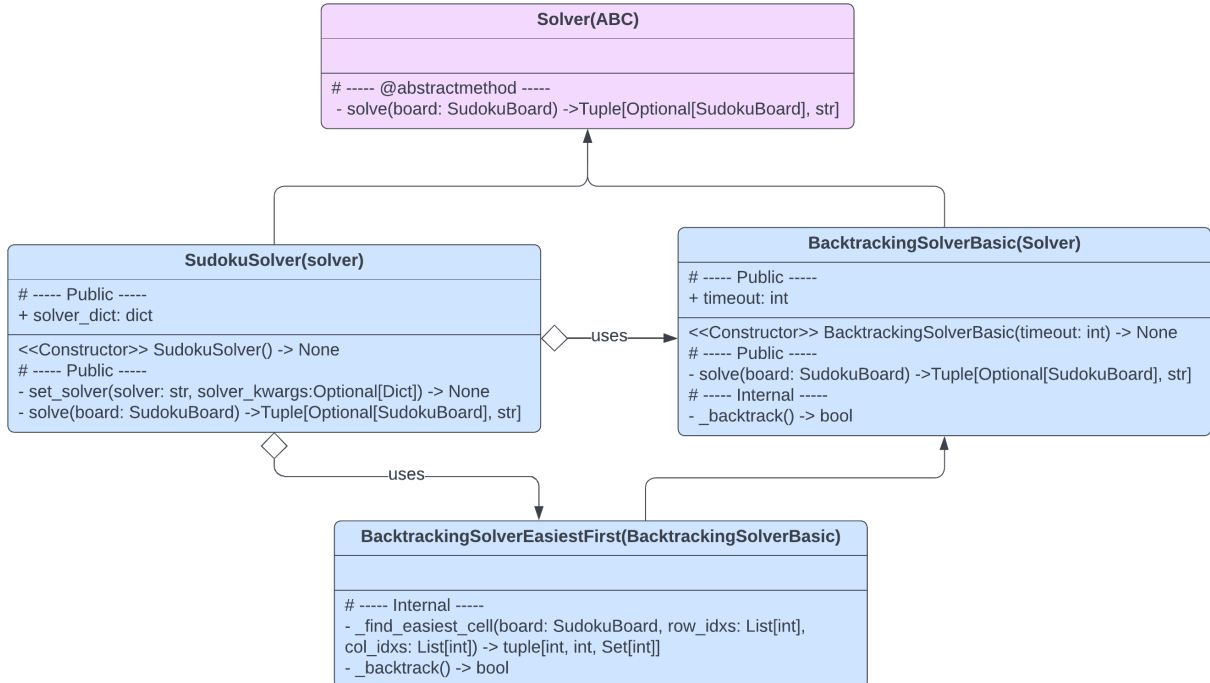 Solver(ABC)
# ----- @abstractmethod -----
- solve(board: SudokuBoard) ->Tuple[Optional[SudokuBoard], str]
SudokuSolver(solver)
# ----- Public -----
+ solver_dict: dict
<<Constructor>> SudokuSolver() -> None
# ----- Public -----
- set_solver(solver: str, solver_kwargs:Optional[Dict]) -> None
- solve(board: SudokuBoard) ->Tuple[Optional[SudokuBoard], str]
uses
BacktrackingSolverBasic(Solver)
# ----- Public -----
+ timeout: int
<<Constructor>> BacktrackingSolverBasic(timeout: int) -> None
# ----- Public -----
- solve(board: SudokuBoard) ->Tuple[Optional[SudokuBoard], str]
# ----- Internal -----
- _backtrack() -> bool
uses
BacktrackingSolverEasiestFirst(BacktrackingSolverBasic)
# ----- Internal -----
- _find_easiest_cell(board: SudokuBoard, row_idxs: List[int],
col_idxs: List[int]) -> tuple[int, int, Set[int]]
- _backtrack() -> bool